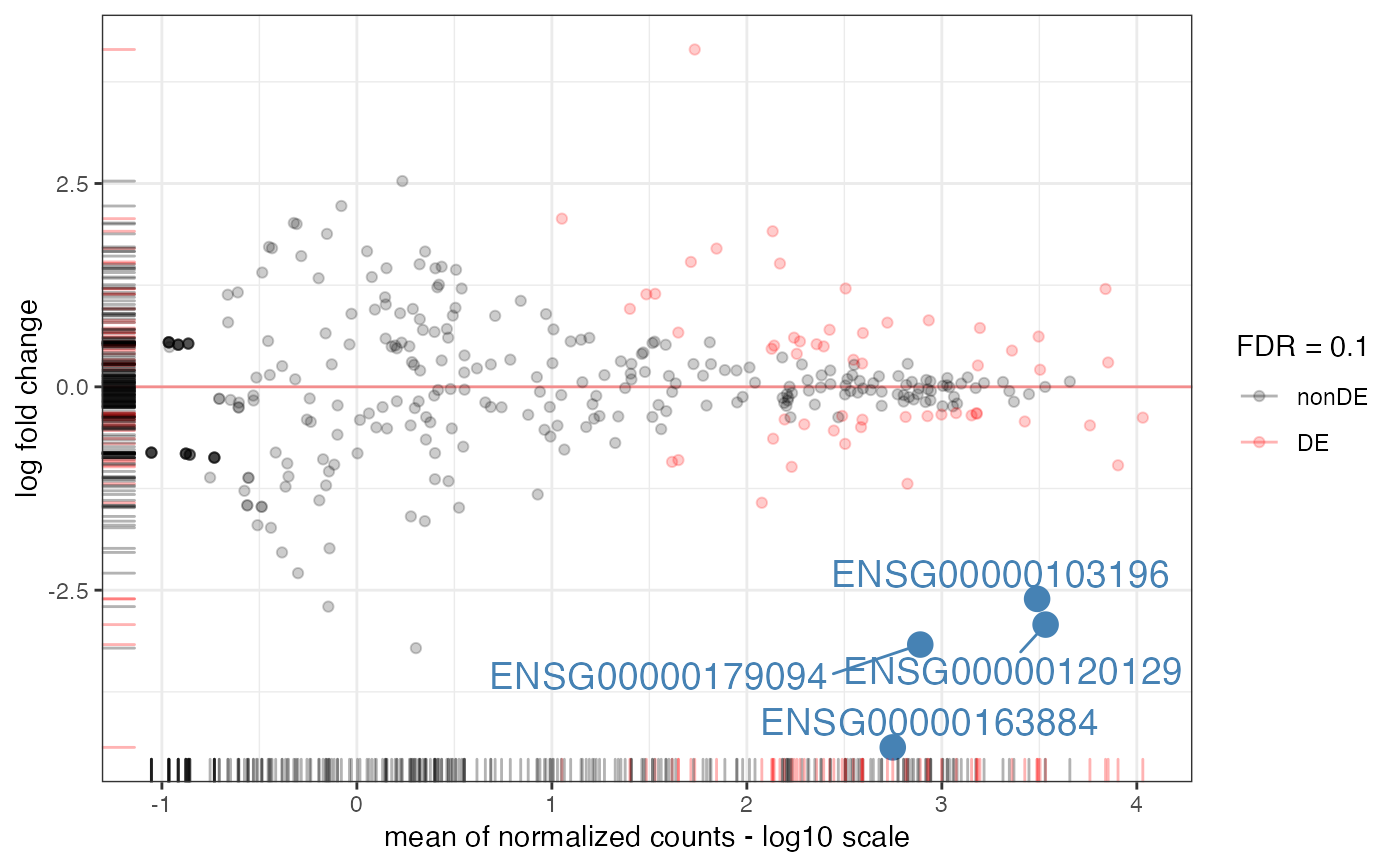 2.5
0.0
-2.5
log fold change
ENSG00000103196
ENSG00000179094
ENSG00000120129
ENSG00000163884
-1
0
1
2
3
4
mean of normalized counts - log10 scale
FDR = 0.1
nonDE
DE